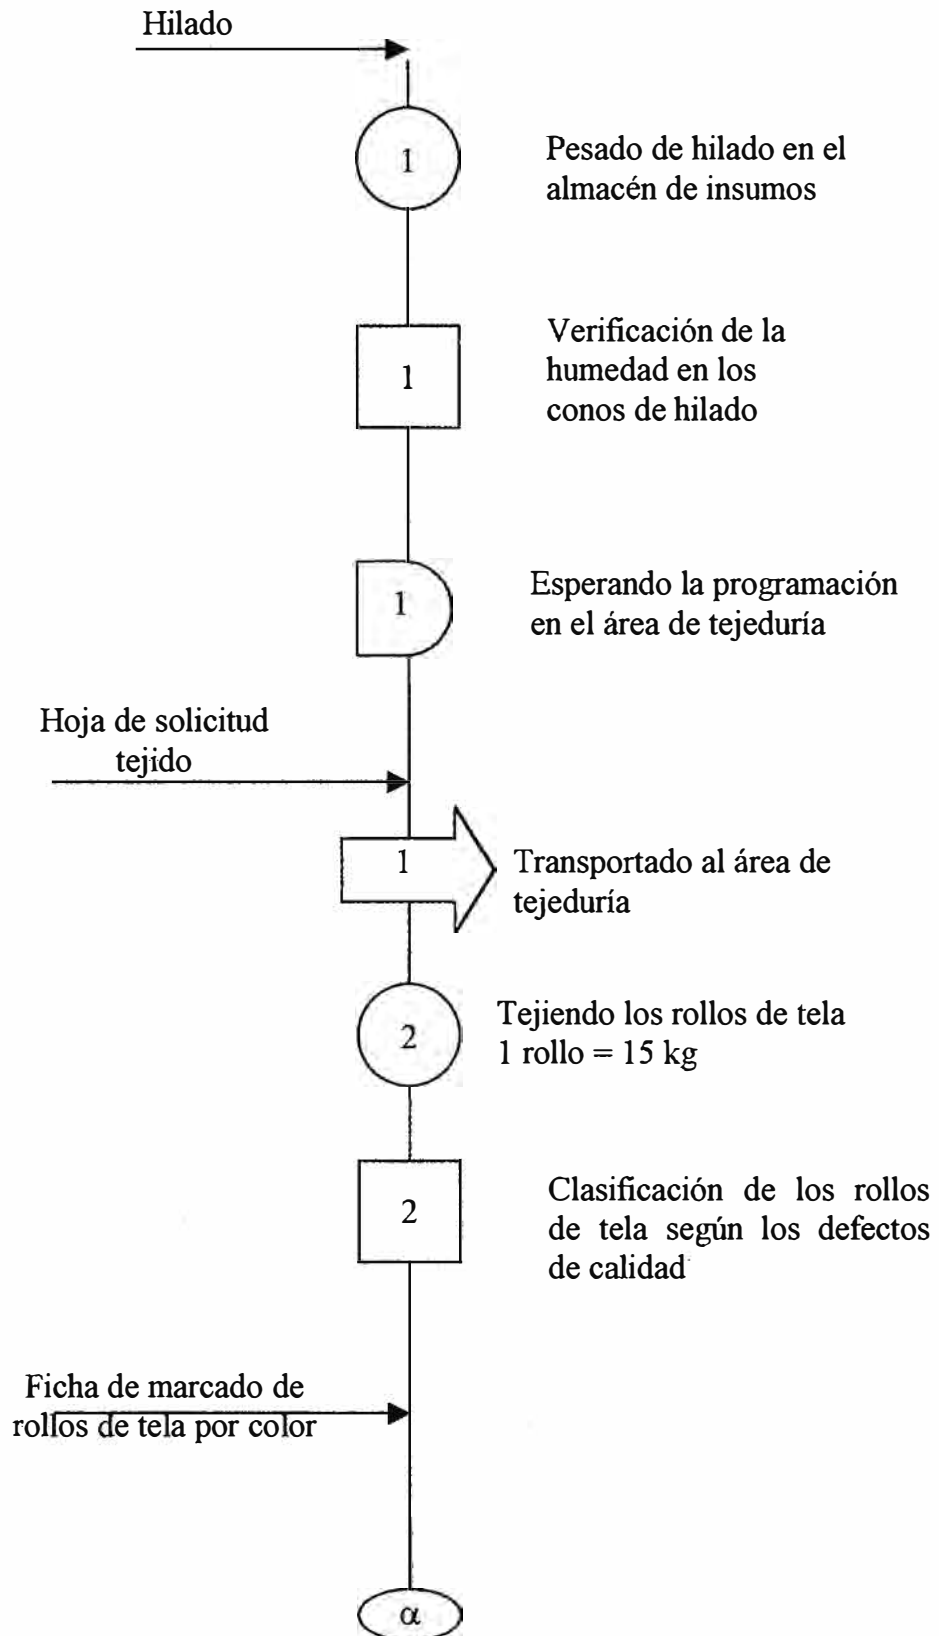 Hilado
1
Pesado de hilado en el
almacén de insumos
1
Verificación de la
humedad en los
conos de hilado
1
Esperando la programación
en el área de tejeduría
Hoja de solicitud
tejido
1
Transportado al área de
tejeduría
2
Tejiendo los rollos de tela
1 rollo = 15 kg
2
Clasificación de los rollos
de tela según los defectos
de calidad
Ficha de marcado de
rollos de tela por color
α